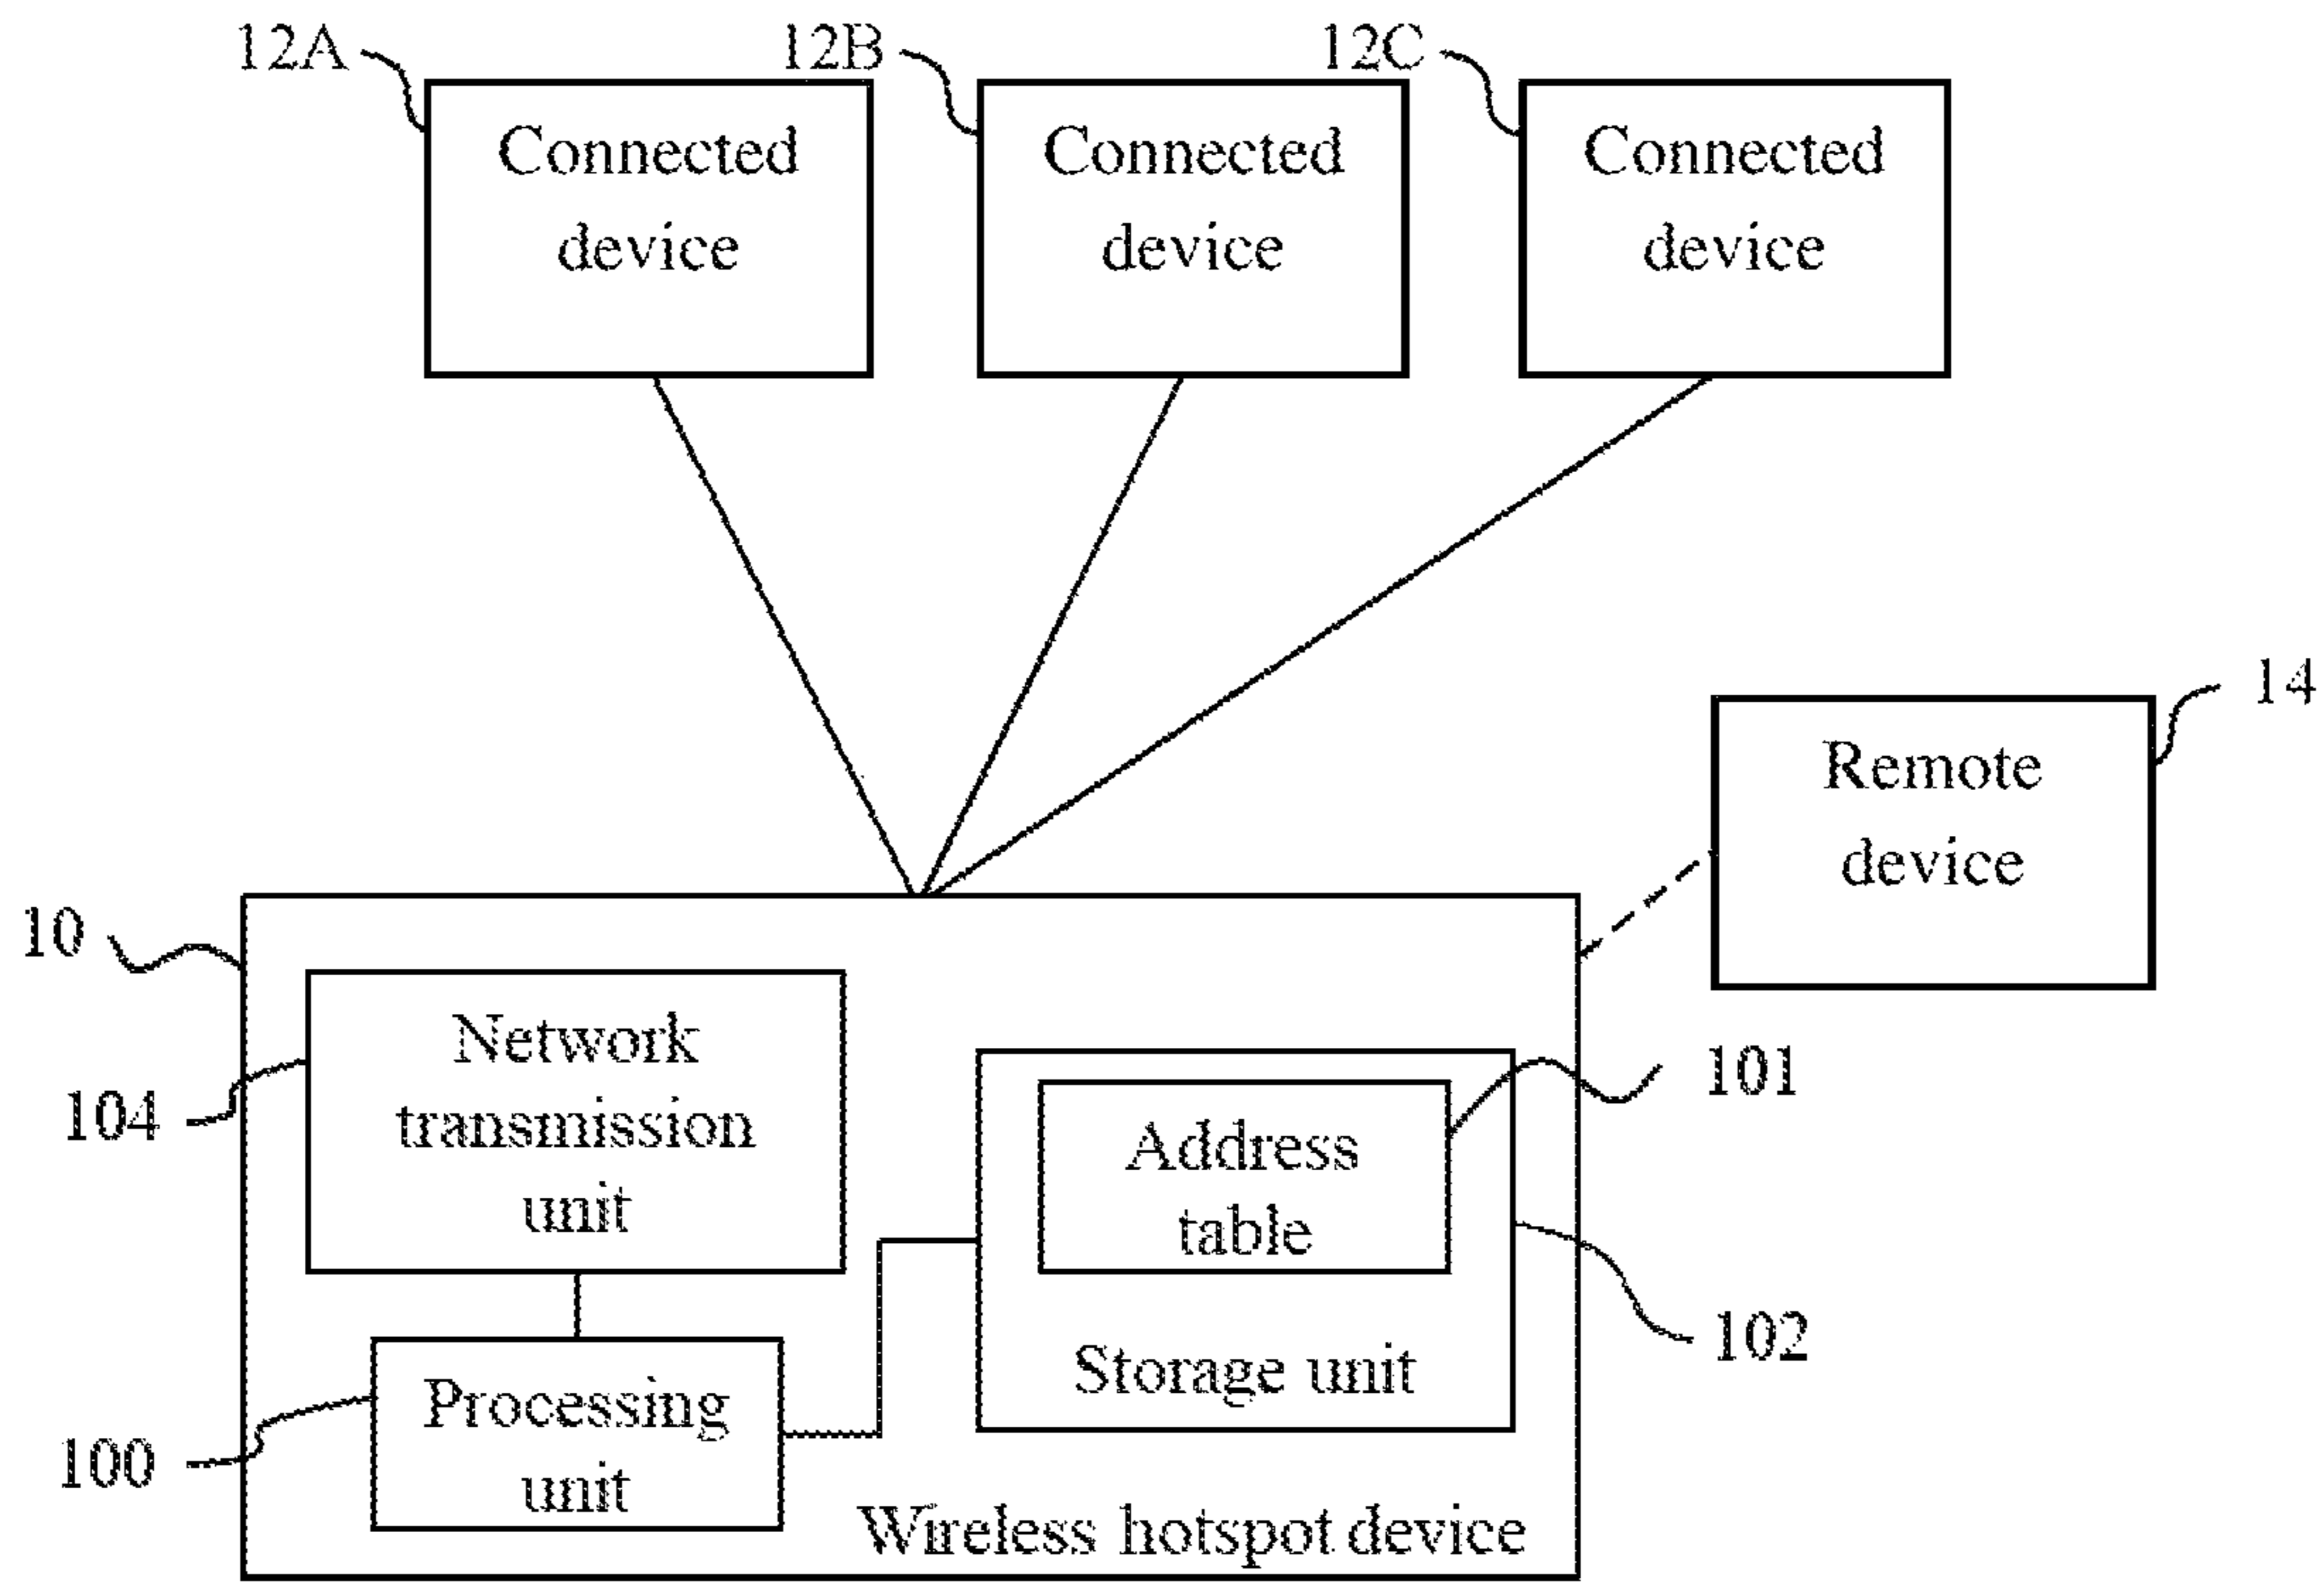 12A
12B
12C
Connected
device
Connected
device
Connected
device
14
Remote
device
10
Network
transmission
unit
104
101
Address
table
102
Storage unit
Processing
unit
100
Wireless hotspot device